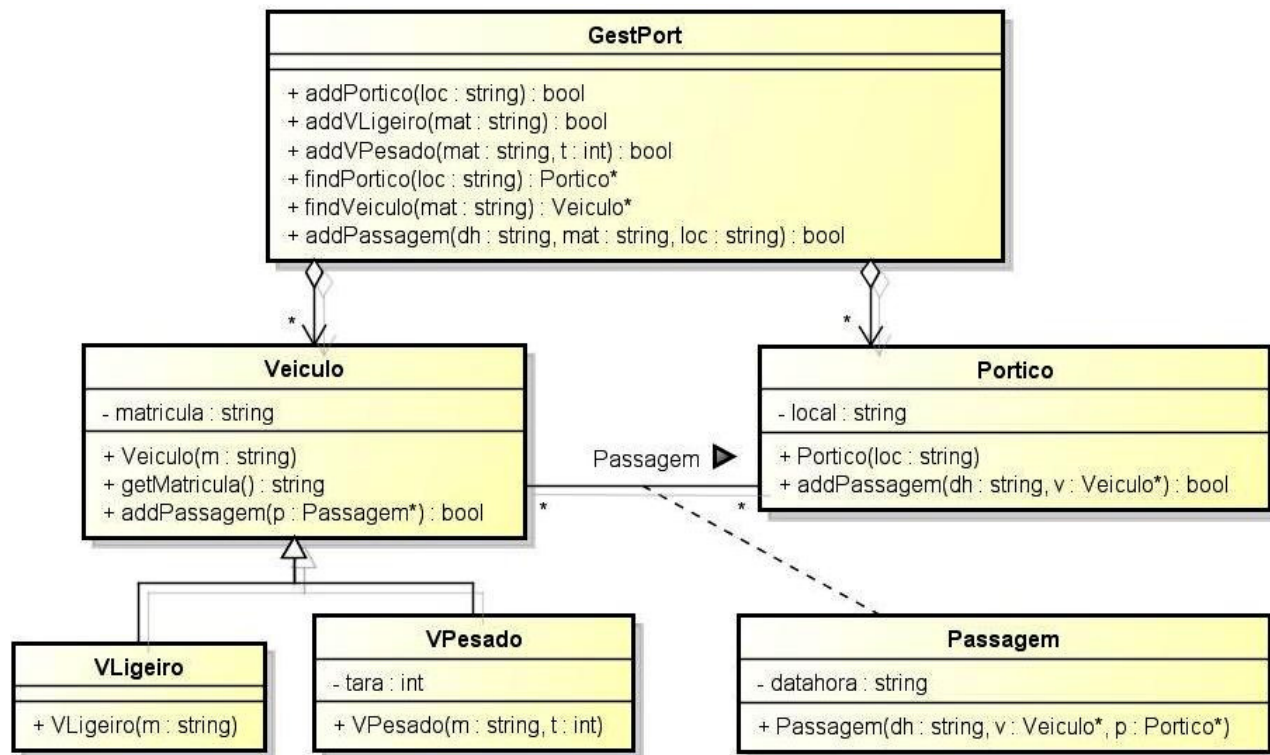 GestPort
+ addPortico(loc : string) : bool
+ addVLigeiro(mat : string) : bool
+ addVPesado(mat : string, t : int) : bool
+ findPortico(loc : string) : Portico*
+ findVeiculo(mat : string) : Veiculo*
+ addPassagem(dh : string, mat : string, loc : string) : bool
*
*
Veiculo
- matricula : string
+ Veiculo(m : string)
+ getMatricula() : string
+ addPassagem(p : Passagem*) : bool
Passagem
*
*
Portico
- local : string
+ Portico(loc : string)
+ addPassagem(dh : string, v : Veiculo*) : bool
VLigeiro
+ VLigeiro(m : string)
VPesado
- tara : int
+ VPesado(m : string, t : int)
Passagem
- datahora : string
+ Passagem(dh : string, v : Veiculo*, p : Portico*)